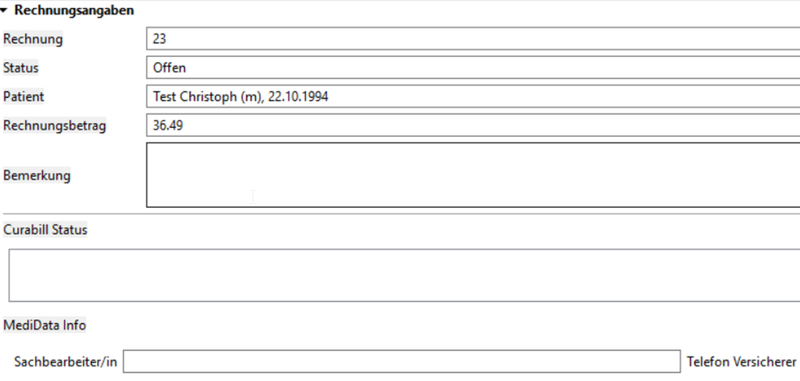 Rechnungsangaben
Rechnung 23
Status Offen
Patient Test Christoph (m), 22.10.1994
Rechnungsbetrag 36.49
Bemerkung
Curabill Status
MediData Info
Sachbearbeiter/in Telefon Versicherer